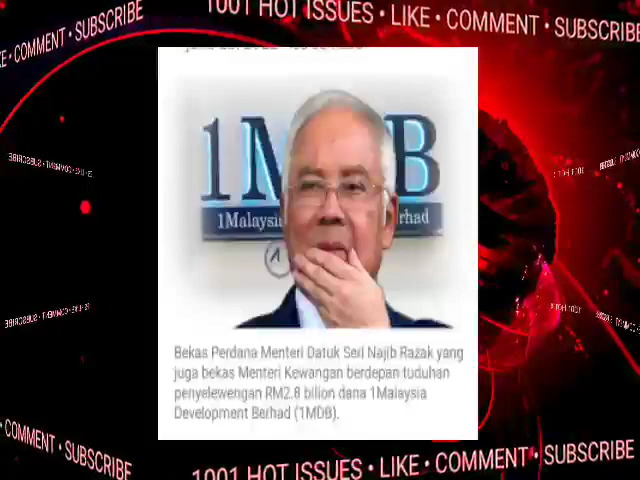 1001 HOT ISSUES • LIKE • COMMENT • SUBSCRIBE
KE • COMMENT • SUBSCRIBE
1MDB
1Malaysia
rhad
Bekas Perdana Menteri Datuk Seri Najib Razak yang
juga bekas Menteri Kewangan berdepan tuduhan
penyelewengan RM2.8 bilion dana 1Malaysia
Development Berhad (1MDB).
• COMMENT • SUBSCRIBE
1001 HOT ISSUES • LIKE • COMMENT • SUBSCRIBE